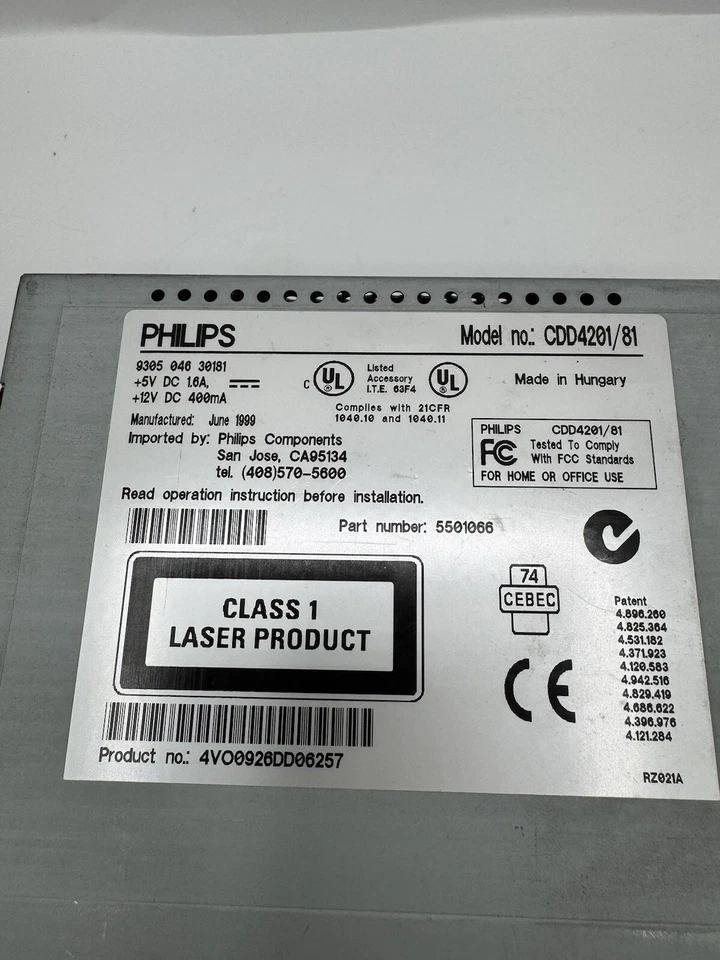 PHILIPS
Model no.: CDD4201/81
9305 046 30181
+5V DC 1.6A,
+12V DC 400mA
C UL
Listed
Accessory
I.T.E. 63F4
UL
Made in Hungary
Complies with 21CFR
1040.10 and 1040.11
Manufactured: June 1999
Imported by: Philips Components
San Jose, CA95134
tel. (408)570-5600
PHILIPS CDD4201/81
FC Tested To Comply
With FCC Standards
FOR HOME OR OFFICE USE
Read operation instruction before installation.
Part number: 5501066
CLASS 1
LASER PRODUCT
74
CEBEC
CE
Patent
4.896.260
4.825.364
4.531.182
4.371.923
4.120.583
4.942.516
4.829.419
4.686.622
4.396.976
4.121.284
Product no.: 4VO0926DD06257
RZ021A